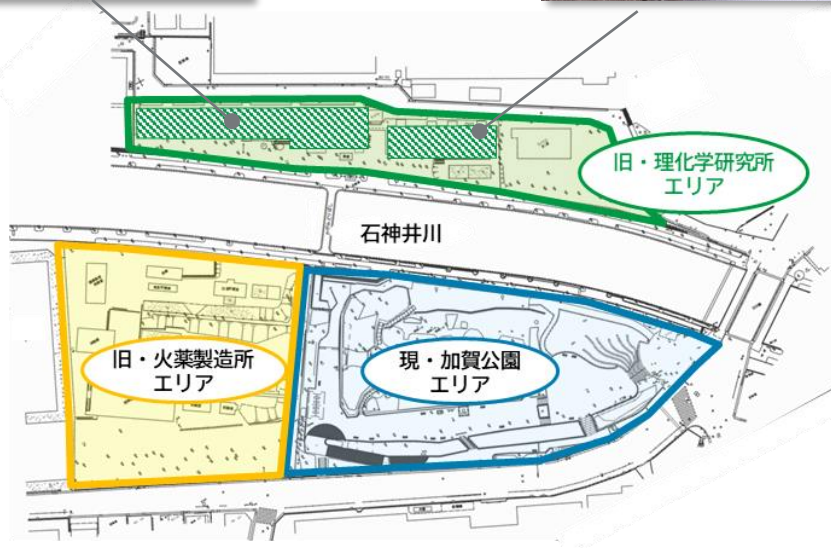 旧・理化学研究所
エリア
石神井川
旧・火薬製造所
エリア
現・加賀公園
エリア